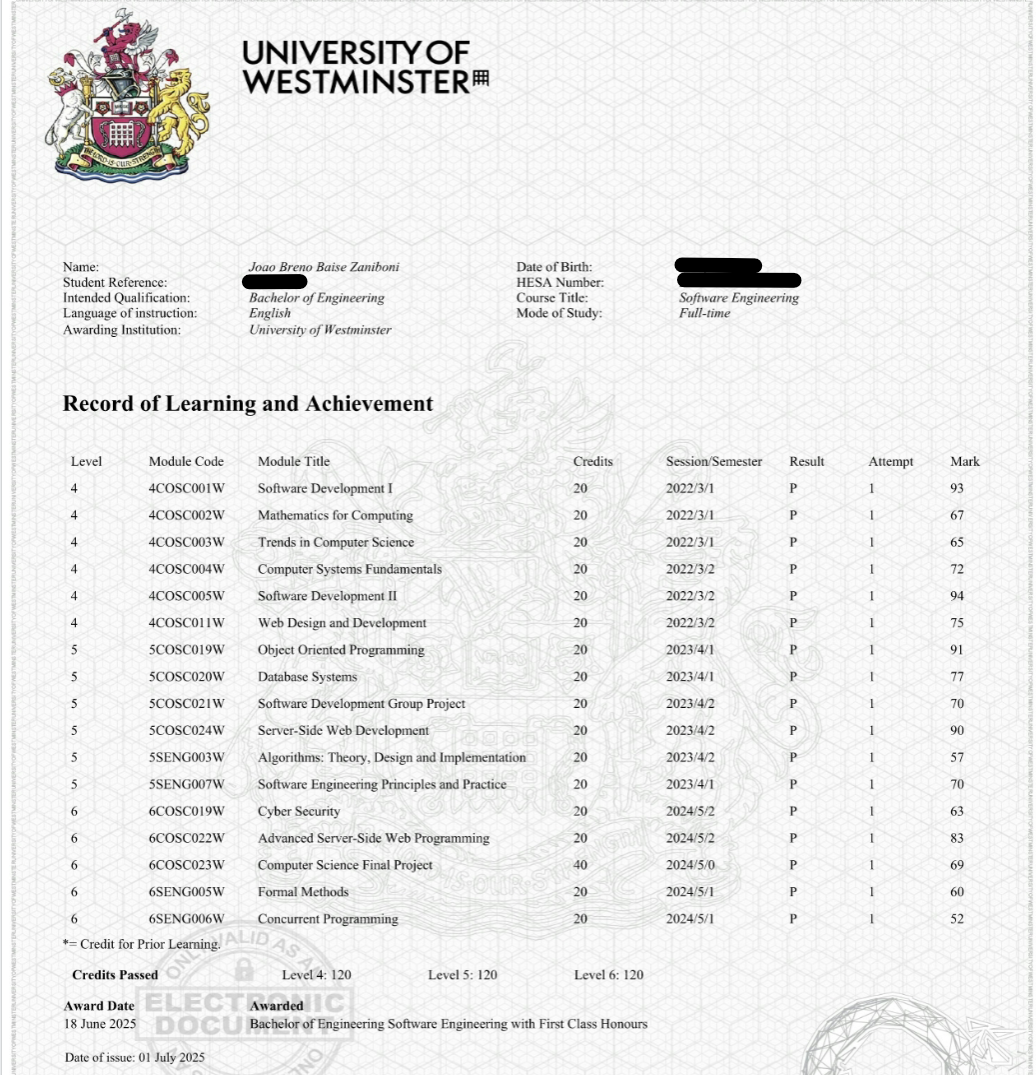 UNIVERSITY OF
WESTMINSTER
WORD IS OUR STRENGTH
Name: Joao Breno Baise Zaniboni Date of Birth:
Student Reference: HESA Number:
Intended Qualification: Bachelor of Engineering Course Title: Software Engineering
Language of instruction: English Mode of Study: Full-time
Awarding Institution: University of Westminster
Record of Learning and Achievement
Level Module Code Module Title Credits Session/Semester Result Attempt Mark
4 4COSC001W Software Development I 20 2022/3/1 P 1 93
4 4COSC002W Mathematics for Computing 20 2022/3/1 P 1 67
4 4COSC003W Trends in Computer Science 20 2022/3/1 P 1 65
4 4COSC004W Computer Systems Fundamentals 20 2022/3/2 P 1 72
4 4COSC005W Software Development II 20 2022/3/2 P 1 94
4 4COSC011W Web Design and Development 20 2022/3/2 P 1 75
5 5COSC019W Object Oriented Programming 20 2023/4/1 P 1 91
5 5COSC020W Database Systems 20 2023/4/1 P 1 77
5 5COSC021W Software Development Group Project 20 2023/4/2 P 1 70
5 5COSC024W Server-Side Web Development 20 2023/4/2 P 1 90
5 5SENG003W Algorithms: Theory, Design and Implementation 20 2023/4/2 P 1 57
5 5SENG007W Software Engineering Principles and Practice 20 2023/4/1 P 1 70
6 6COSC019W Cyber Security 20 2024/5/2 P 1 63
6 6COSC022W Advanced Server-Side Web Programming 20 2024/5/2 P 1 83
6 6COSC023W Computer Science Final Project 40 2024/5/0 P 1 69
6 6SENG005W Formal Methods 20 2024/5/1 P 1 60
6 6SENG006W Concurrent Programming 20 2024/5/1 P 1 52
*= Credit for Prior Learning.
Credits Passed Level 4: 120 Level 5: 120 Level 6: 120
ONLY VALID AS AN
ELECTRONIC
DOCUMENT
Award Date Awarded
18 June 2025 Bachelor of Engineering Software Engineering with First Class Honours
Date of issue: 01 July 2025